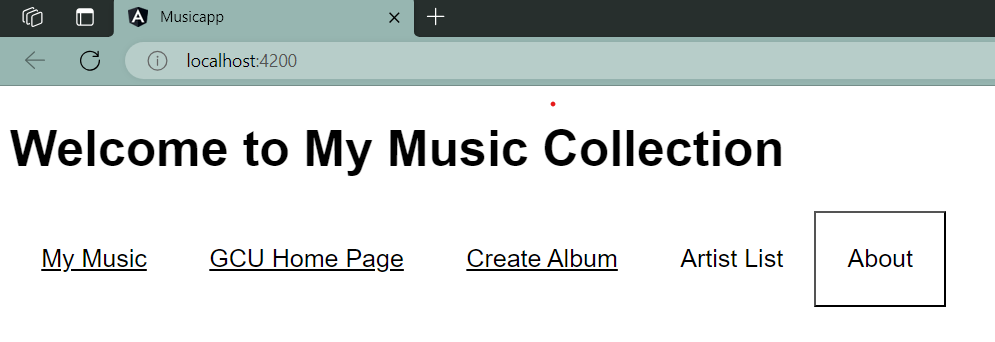 Musicapp
localhost:4200
Welcome to My Music Collection
My Music GCU Home Page Create Album Artist List About